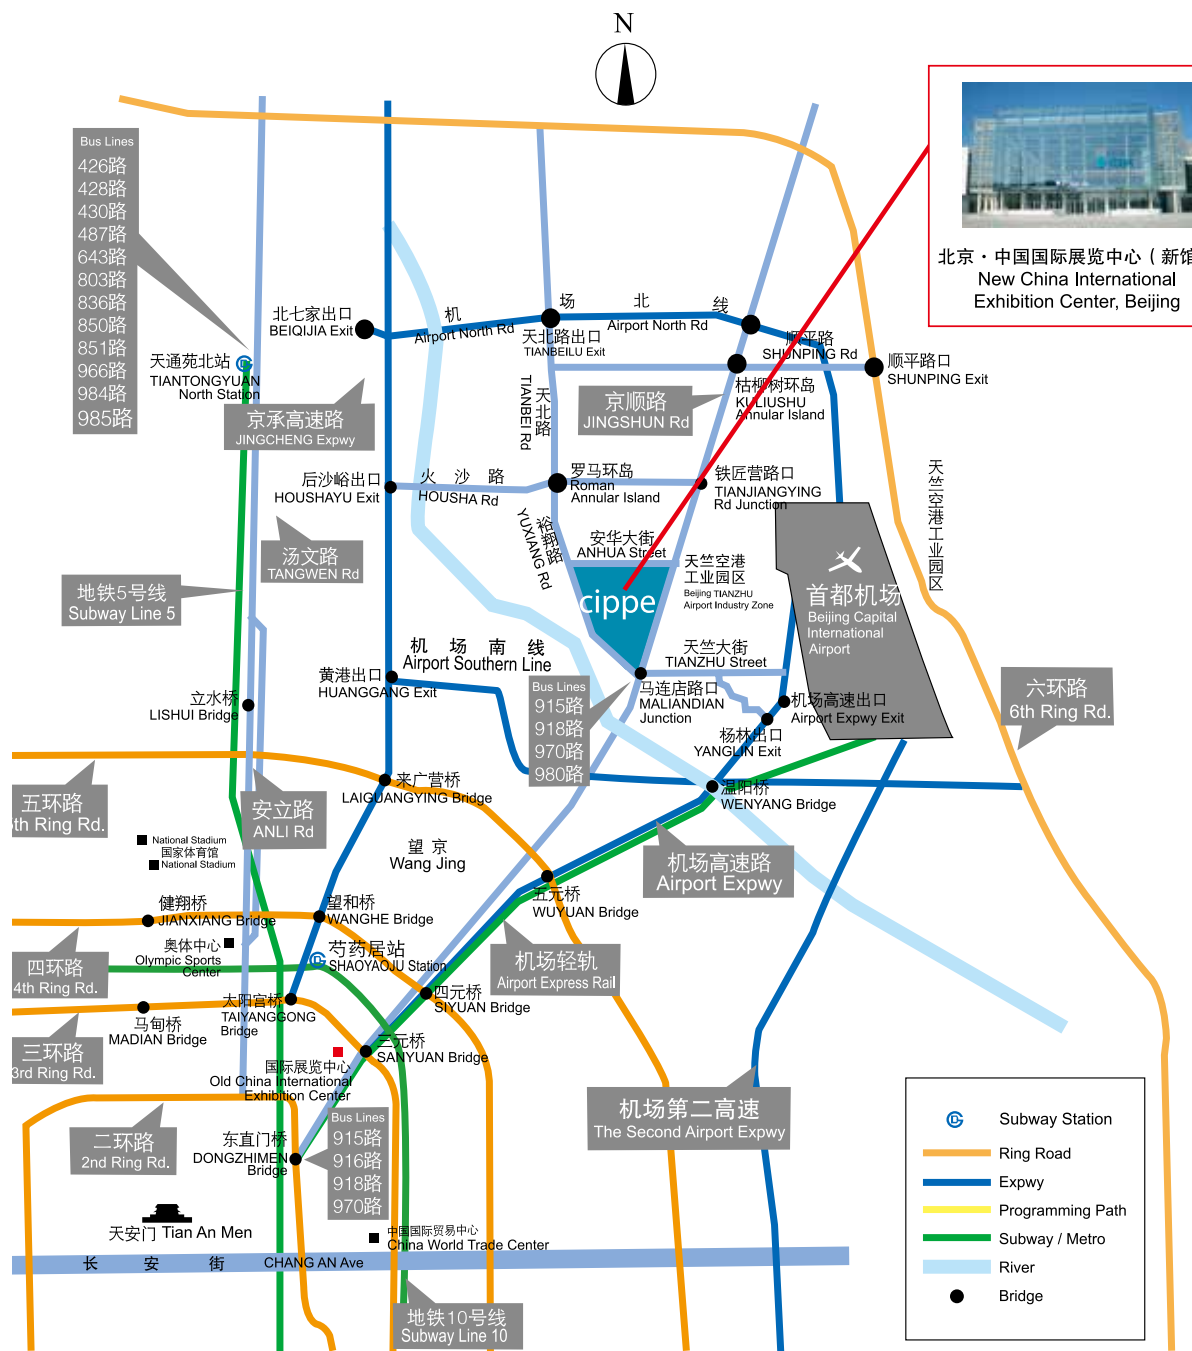 N
Bus Lines
426路
428路
430路
487路
643路
803路
836路
850路
851路
966路
984路
985路
北京·中国国际展览中心（新馆
New China International
Exhibition Center, Beijing
机 场 北 线
Airport North Rd
Airport North Rd
北七家出口
BEIQIJIA Exit
天北路出口
TIANBEILU Exit
顺平路
SHUNPING Rd
顺平路口
SHUNPING Exit
天通苑北站
TIANTONGYUAN
North Station
京承高速路
JINGCHENG Expwy
天北路
TIANBEI Rd
京顺路
JINGSHUN Rd
枯柳树环岛
KULIUSHU
Annular Island
后沙峪出口
HOUSHAYU Exit
火 沙 路
HOUSHA Rd
罗马环岛
Roman
Annular Island
铁匠营路口
TIANJIANGYING
Rd Junction
天竺空港工业园区
裕翔路
YUXIANG Rd
安华大街
ANHUA Street
汤文路
TANGWEN Rd
天竺空港
工业园区
Beijing TIANZHU
Airport Industry Zone
首都机场
Beijing Capital
International
Airport
地铁5号线
Subway Line 5
cippe
机 场 南 线
Airport Southern Line
天竺大街
TIANZHU Street
黄港出口
HUANGGANG Exit
Bus Lines
915路
918路
970路
980路
马连店路口
MALIANDIAN
Junction
机场高速出口
Airport Expwy Exit
六环路
6th Ring Rd.
立水桥
LISHUI Bridge
杨林出口
YANGLIN Exit
来广营桥
LAIGUANGYING Bridge
温阳桥
WENYANG Bridge
五环路
5th Ring Rd.
安立路
ANLI Rd
National Stadium
国家体育馆
National Stadium
望京
Wang Jing
机场高速路
Airport Expwy
五元桥
WUYUAN Bridge
健翔桥
JIANXIANG Bridge
望和桥
WANGHE Bridge
奥体中心
Olympic Sports
Center
芍药居站
SHAOYAOJU Station
机场轻轨
Airport Express Rail
四环路
4th Ring Rd.
四元桥
SIYUAN Bridge
太阳宫桥
TAIYANGGONG
Bridge
马甸桥
MADIAN Bridge
三环路
3rd Ring Rd.
三元桥
SANYUAN Bridge
国际展览中心
Old China International
Exhibition Center
机场第二高速
The Second Airport Expwy
Bus Lines
915路
916路
918路
970路
二环路
2nd Ring Rd.
东直门桥
DONGZHIMEN
Bridge
天安门 Tian An Men
中国国际贸易中心
China World Trade Center
长 安 街 CHANG AN Ave
地铁10号线
Subway Line 10
Subway Station
Ring Road
Expwy
Programming Path
Subway / Metro
River
Bridge